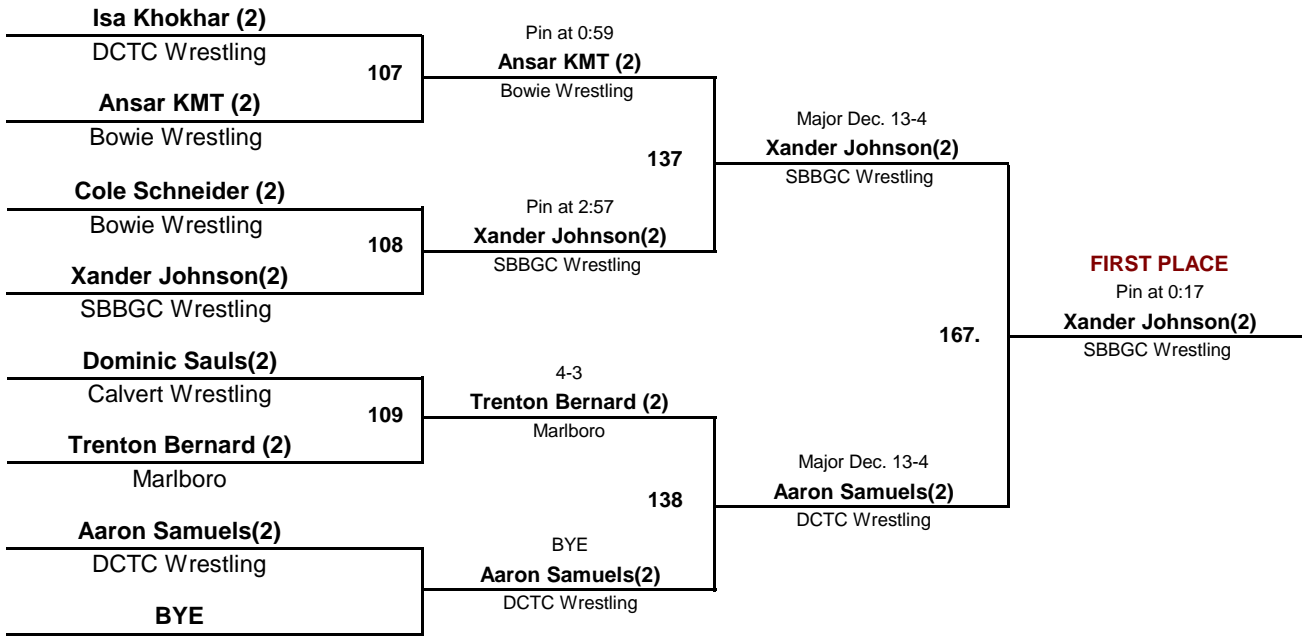 Isa Khokhar (2)
DCTC Wrestling
107
Ansar KMT (2)
Bowie Wrestling
Cole Schneider (2)
Bowie Wrestling
108
Xander Johnson(2)
SBBGC Wrestling
Dominic Sauls(2)
Calvert Wrestling
109
Trenton Bernard (2)
Marlboro
Aaron Samuels(2)
DCTC Wrestling
BYE
Pin at 0:59
Ansar KMT (2)
Bowie Wrestling
137
Pin at 2:57
Xander Johnson(2)
SBBGC Wrestling
4-3
Trenton Bernard (2)
Marlboro
138
BYE
Aaron Samuels(2)
DCTC Wrestling
Major Dec. 13-4
Xander Johnson(2)
SBBGC Wrestling
167.
Major Dec. 13-4
Aaron Samuels(2)
DCTC Wrestling
FIRST PLACE
Pin at 0:17
Xander Johnson(2)
SBBGC Wrestling